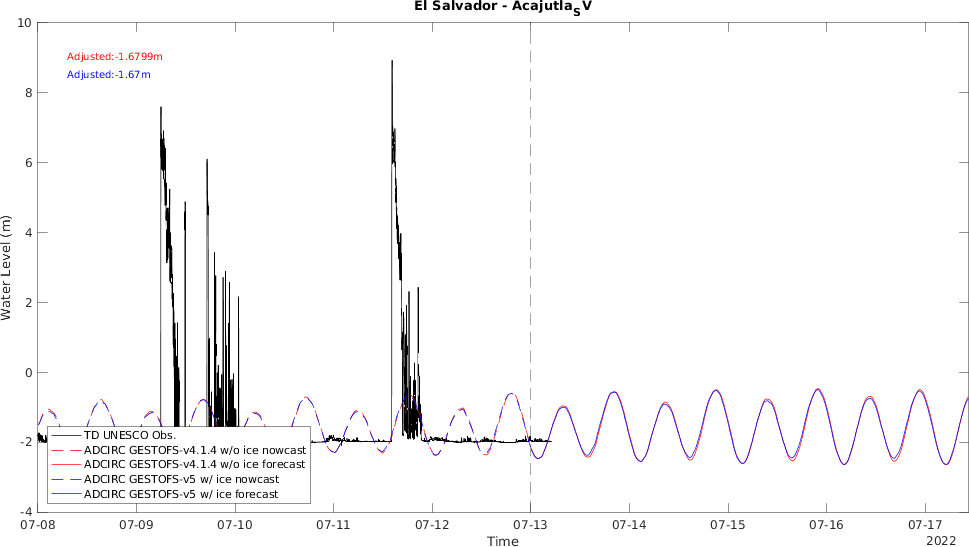 El Salvador - AcajutlaSV
Adjusted:-1.6799m
Adjusted:-1.67m
Water Level (m)
10
8
6
4
2
0
-2
-4
TD UNESCO Obs.
ADCIRC GESTOFS-v4.1.4 w/o ice nowcast
ADCIRC GESTOFS-v4.1.4 w/o ice forecast
ADCIRC GESTOFS-v5 w/ ice nowcast
ADCIRC GESTOFS-v5 w/ ice forecast
07-08 07-09 07-10 07-11 07-12 07-13 07-14 07-15 07-16 07-17
Time
2022